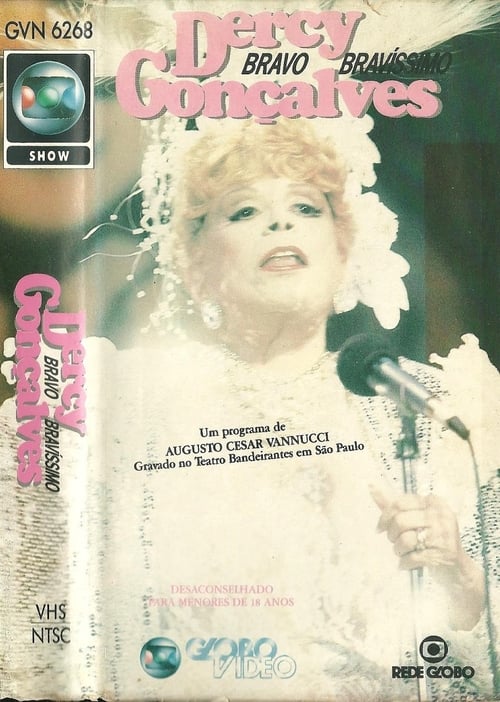 GVN 6268
SHOW
Dercy
Gonçalves
BRAVO BRAVÍSSIMO
VHS
NTSC
Dercy
BRAVO BRAVÍSSIMO
Gonçalves
Um programa de
AUGUSTO CESAR VANNUCCI
Gravado no Teatro Bandeirantes em São Paulo
DESACONSELHADO
PARA MENORES DE 18 ANOS
GLOBO
VIDEO
REDE GLOBO